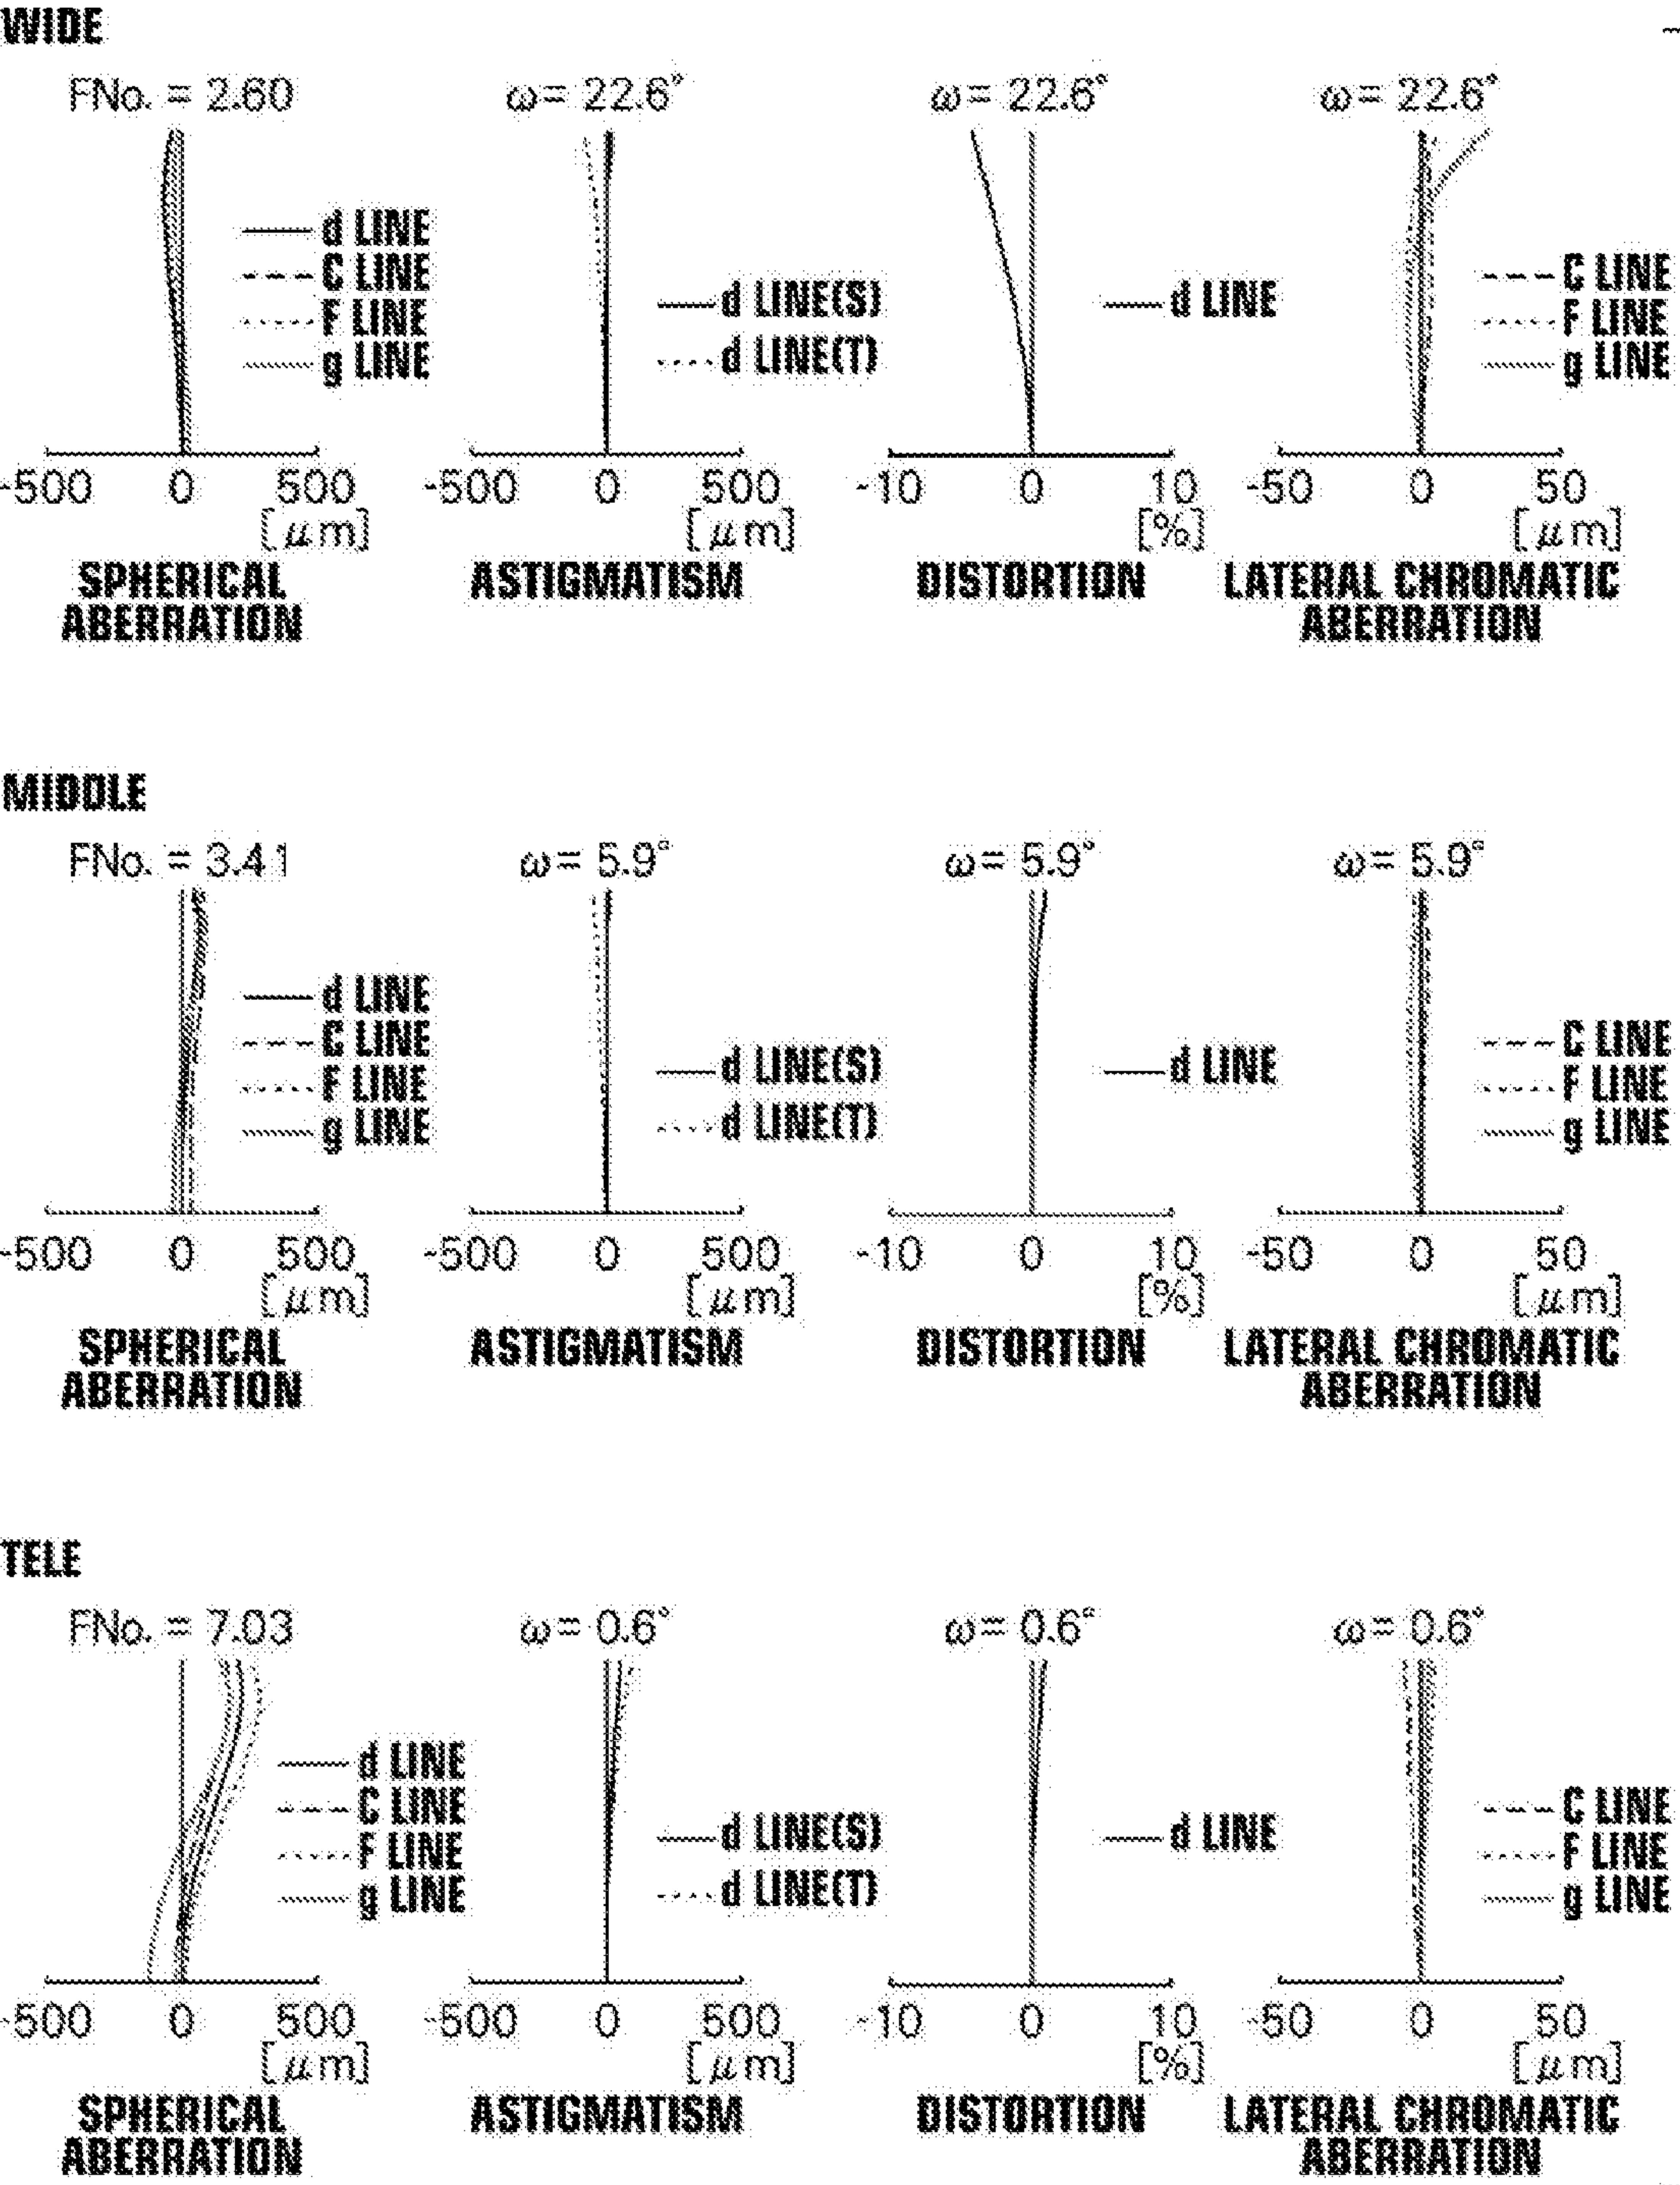 WIDE
FNo. = 2.60
ω= 22.6°
ω= 22.6°
ω= 22.6°
d LINE
C LINE
F LINE
g LINE
d LINE(S)
d LINE(T)
d LINE
C LINE
F LINE
g LINE
-500 0 500
[μm]
SPHERICAL
ABERRATION
-500 0 500
[μm]
ASTIGMATISM
-10 0 10
[%]
DISTORTION
-50 0 50
[μm]
LATERAL CHROMATIC
ABERRATION
MIDDLE
FNo. = 3.41
ω= 5.9°
ω= 5.9°
ω= 5.9°
d LINE
C LINE
F LINE
g LINE
d LINE(S)
d LINE(T)
d LINE
C LINE
F LINE
g LINE
-500 0 500
[μm]
SPHERICAL
ABERRATION
-500 0 500
[μm]
ASTIGMATISM
-10 0 10
[%]
DISTORTION
-50 0 50
[μm]
LATERAL CHROMATIC
ABERRATION
TELE
FNo. = 7.03
ω= 0.6°
ω= 0.6°
ω= 0.6°
d LINE
C LINE
F LINE
g LINE
d LINE(S)
d LINE(T)
d LINE
C LINE
F LINE
g LINE
-500 0 500
[μm]
SPHERICAL
ABERRATION
-500 0 500
[μm]
ASTIGMATISM
-10 0 10
[%]
DISTORTION
-50 0 50
[μm]
LATERAL CHROMATIC
ABERRATION